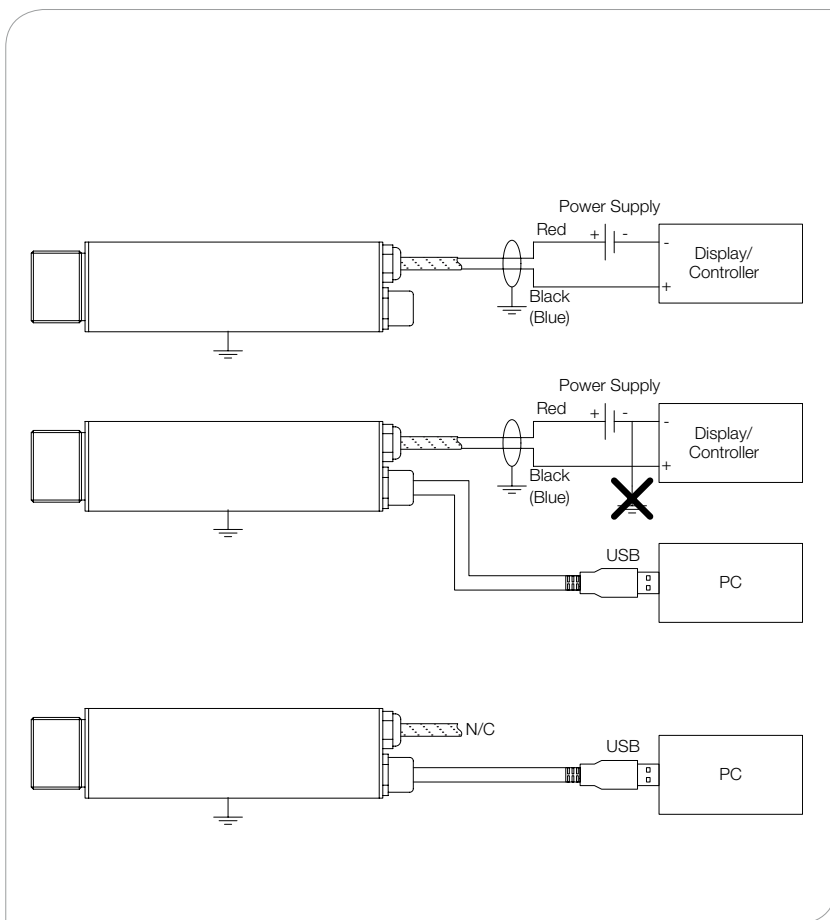 Power Supply
Red
+ -
-
Display/
Controller
+
Black
(Blue)
Power Supply
Red
+ -
-
Display/
Controller
+
Black
(Blue)
USB
PC
N/C
USB
PC